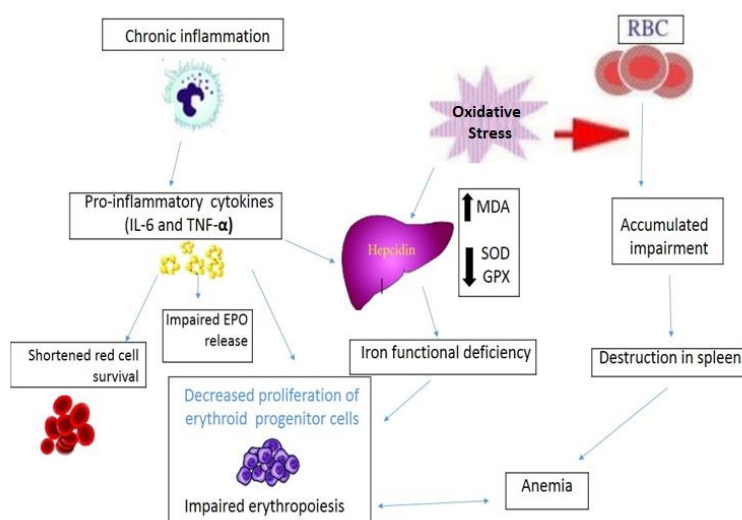 Chronic inflammation
RBC
Oxidative
Stress
Pro-inflammatory cytokines
(IL-6 and TNF-α)
MDA
SOD
GPX
Hepcidin
Accumulated
impairment
Impaired EPO
release
Shortened red cell
survival
Iron functional deficiency
Destruction in spleen
Decreased proliferation of
erythroid progenitor cells
Impaired erythropoiesis
Anemia